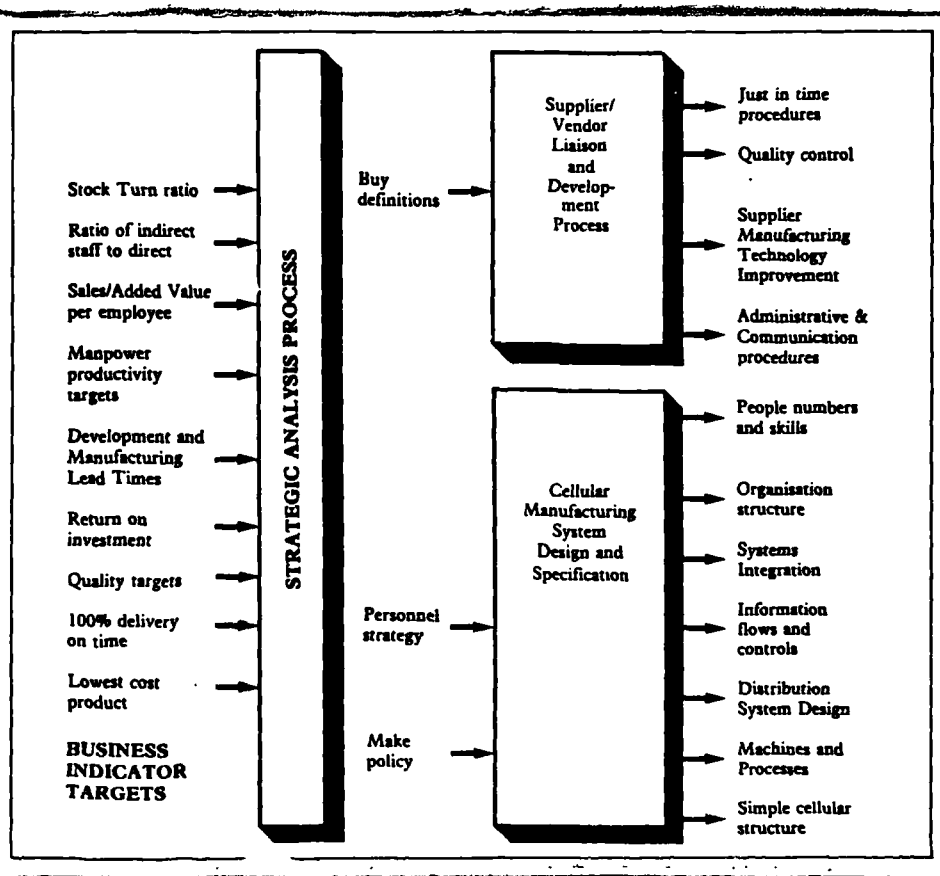 Stock Turn ratio
Ratio of indirect
staff to direct
Sales/Added Value
per employee
Manpower
productivity
targets
Development and
Manufacturing
Lead Times
Return on
investment
Quality targets
100% delivery
on time
Lowest cost
product
BUSINESS
INDICATOR
TARGETS
STRATEGIC ANALYSIS PROCESS
Buy
definitions
Personnel
strategy
Make
policy
Supplier/
Vendor
Liaison
and
Develop-
ment
Process
Cellular
Manufacturing
System
Design and
Specification
Just in time
procedures
Quality control
Supplier
Manufacturing
Technology
Improvement
Administrative &
Communication
procedures
People numbers
and skills
Organisation
structure
Systems
Integration
Information
flows and
controls
Distribution
System Design
Machines and
Processes
Simple cellular
structure